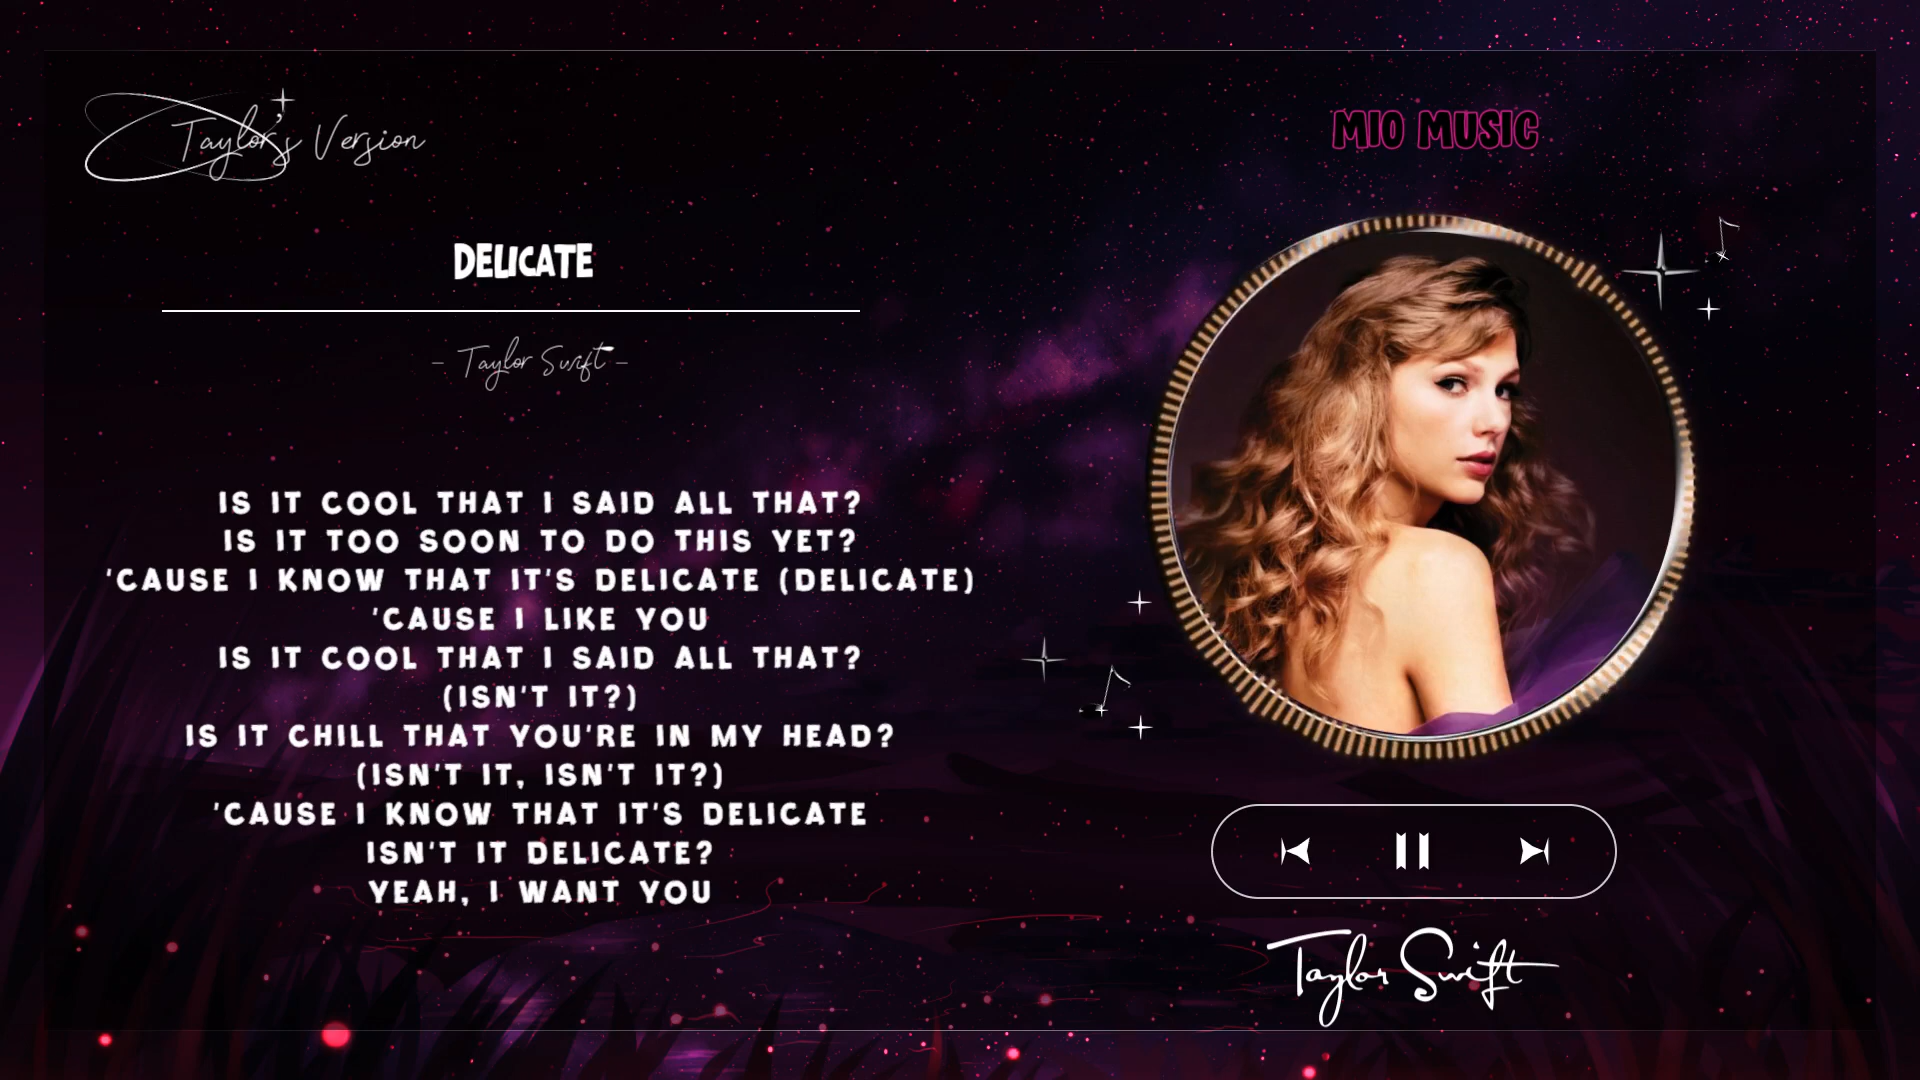 Taylor's Version
MIO MUSIC
DELICATE
- Taylor Swift -
IS IT COOL THAT I SAID ALL THAT?
IS IT TOO SOON TO DO THIS YET?
'CAUSE I KNOW THAT IT'S DELICATE (DELICATE)
'CAUSE I LIKE YOU
IS IT COOL THAT I SAID ALL THAT?
(ISN'T IT?)
IS IT CHILL THAT YOU'RE IN MY HEAD?
(ISN'T IT, ISN'T IT?)
'CAUSE I KNOW THAT IT'S DELICATE
ISN'T IT DELICATE?
YEAH, I WANT YOU
Taylor Swift